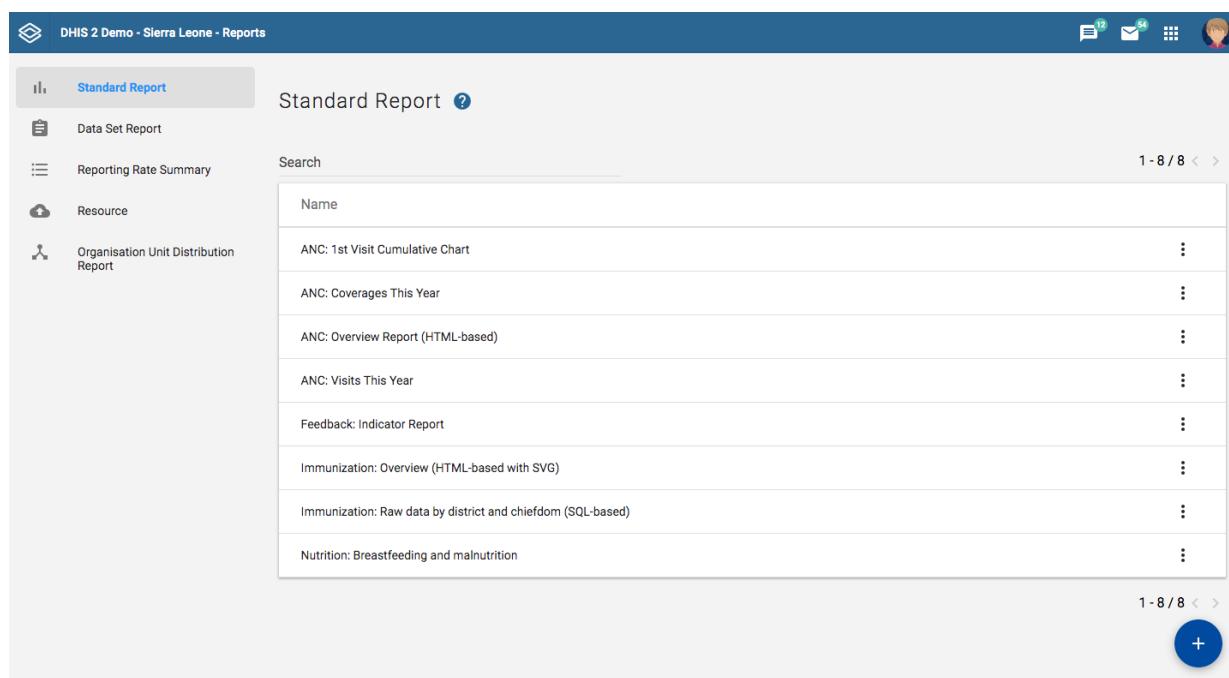 DHIS 2 Demo - Sierra Leone - Reports
12
54
Standard Report
Data Set Report
Reporting Rate Summary
Resource
Organisation Unit Distribution
Report
Standard Report ?
Search
1 - 8 / 8 < >
Name
ANC: 1st Visit Cumulative Chart
ANC: Coverages This Year
ANC: Overview Report (HTML-based)
ANC: Visits This Year
Feedback: Indicator Report
Immunization: Overview (HTML-based with SVG)
Immunization: Raw data by district and chiefdom (SQL-based)
Nutrition: Breastfeeding and malnutrition
1 - 8 / 8 < >
+